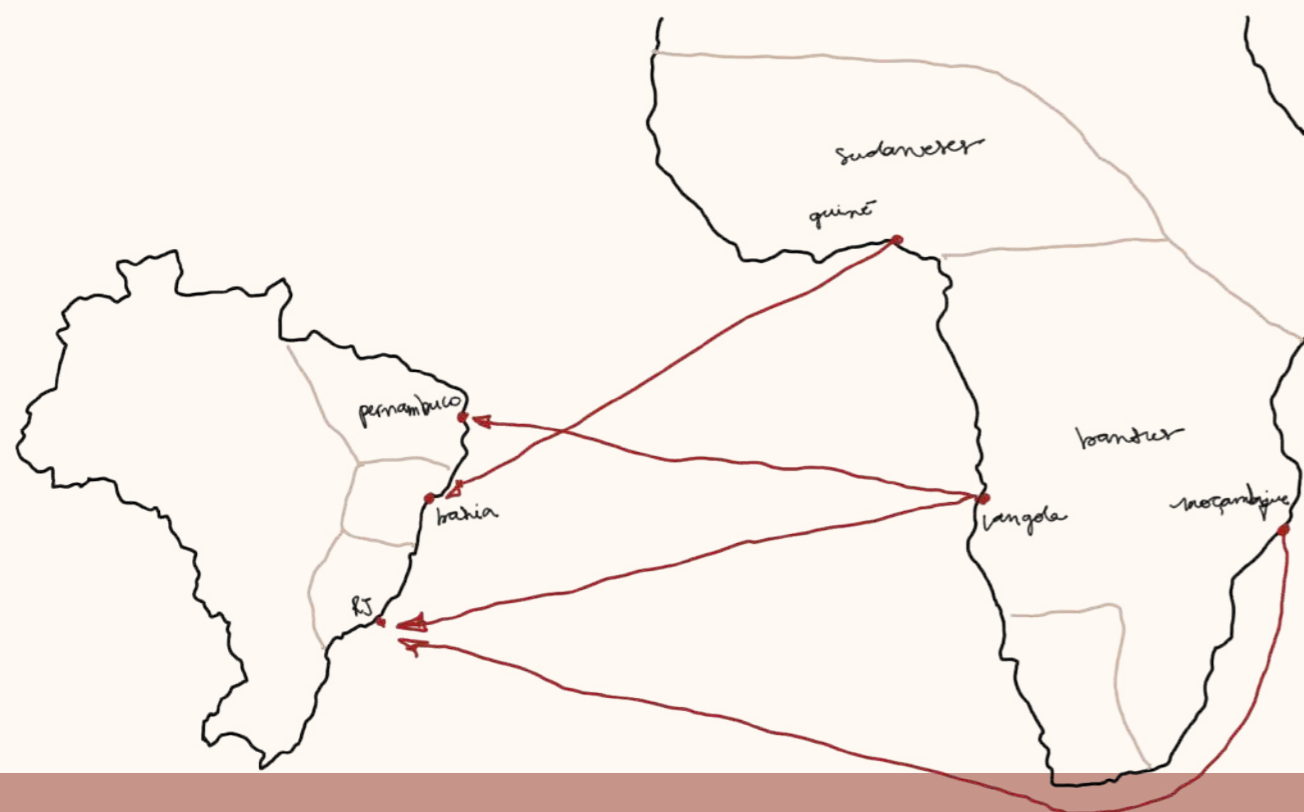 sudaneses
guiné
pernambuco
bantus
moçambique
bahia
angola
RJ